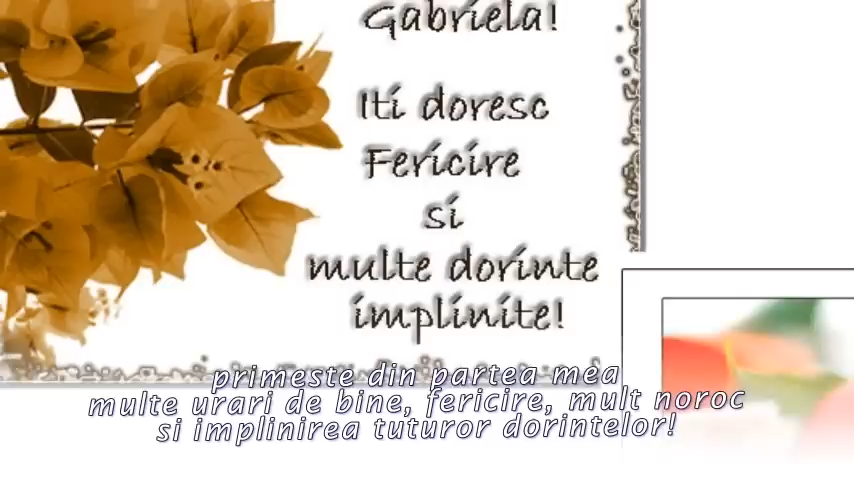 Gabriela!
Iti doresc
Fericire
si
multe dorinte
implinite!
primeste din partea mea
multe urari de bine, fericire, mult noroc
si implinirea tuturor dorintelor!